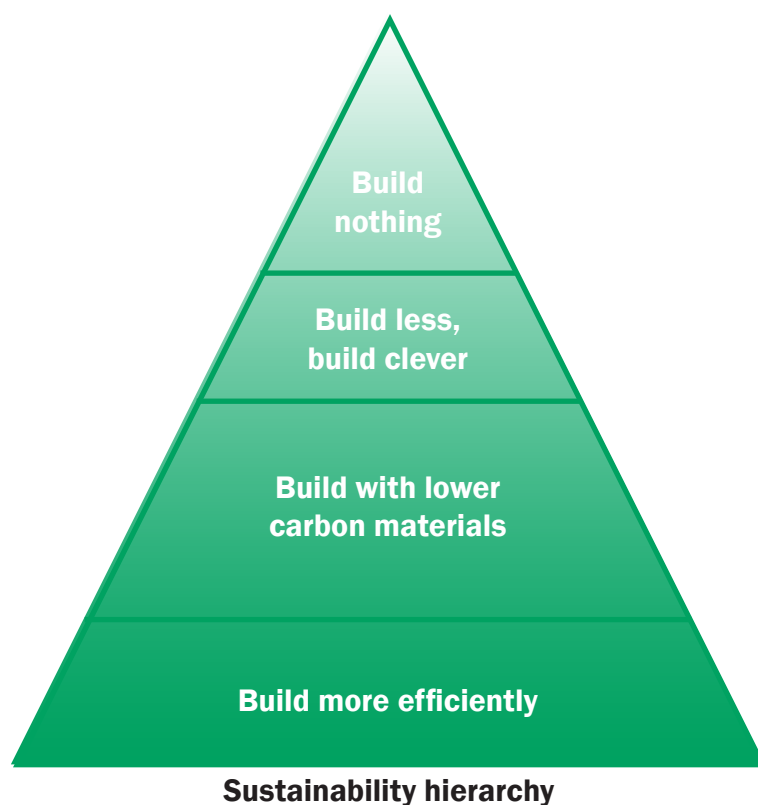 Build
nothing
Build less,
build clever
Build with lower
carbon materials
Build more efficiently
Sustainability hierarchy